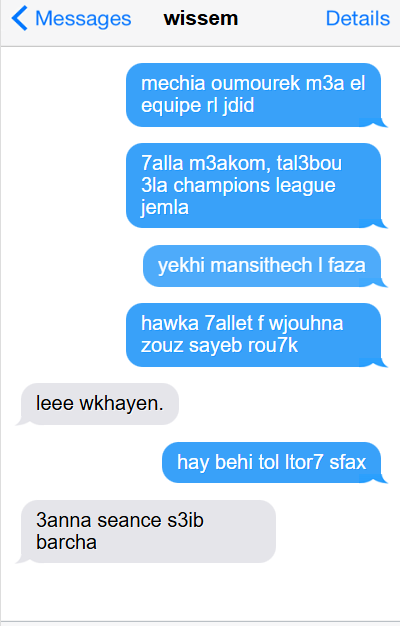 Messages wissem Details
mechia oumourek m3a el
equipe rl jdid
7alla m3akom, tal3bou
3la champions league
jemla
yekhi mansithech l faza
hawka 7allet f wjouhna
zouz sayeb rou7k
leee wkhayen.
hay behi tol ltor7 sfax
3anna seance s3ib
barcha